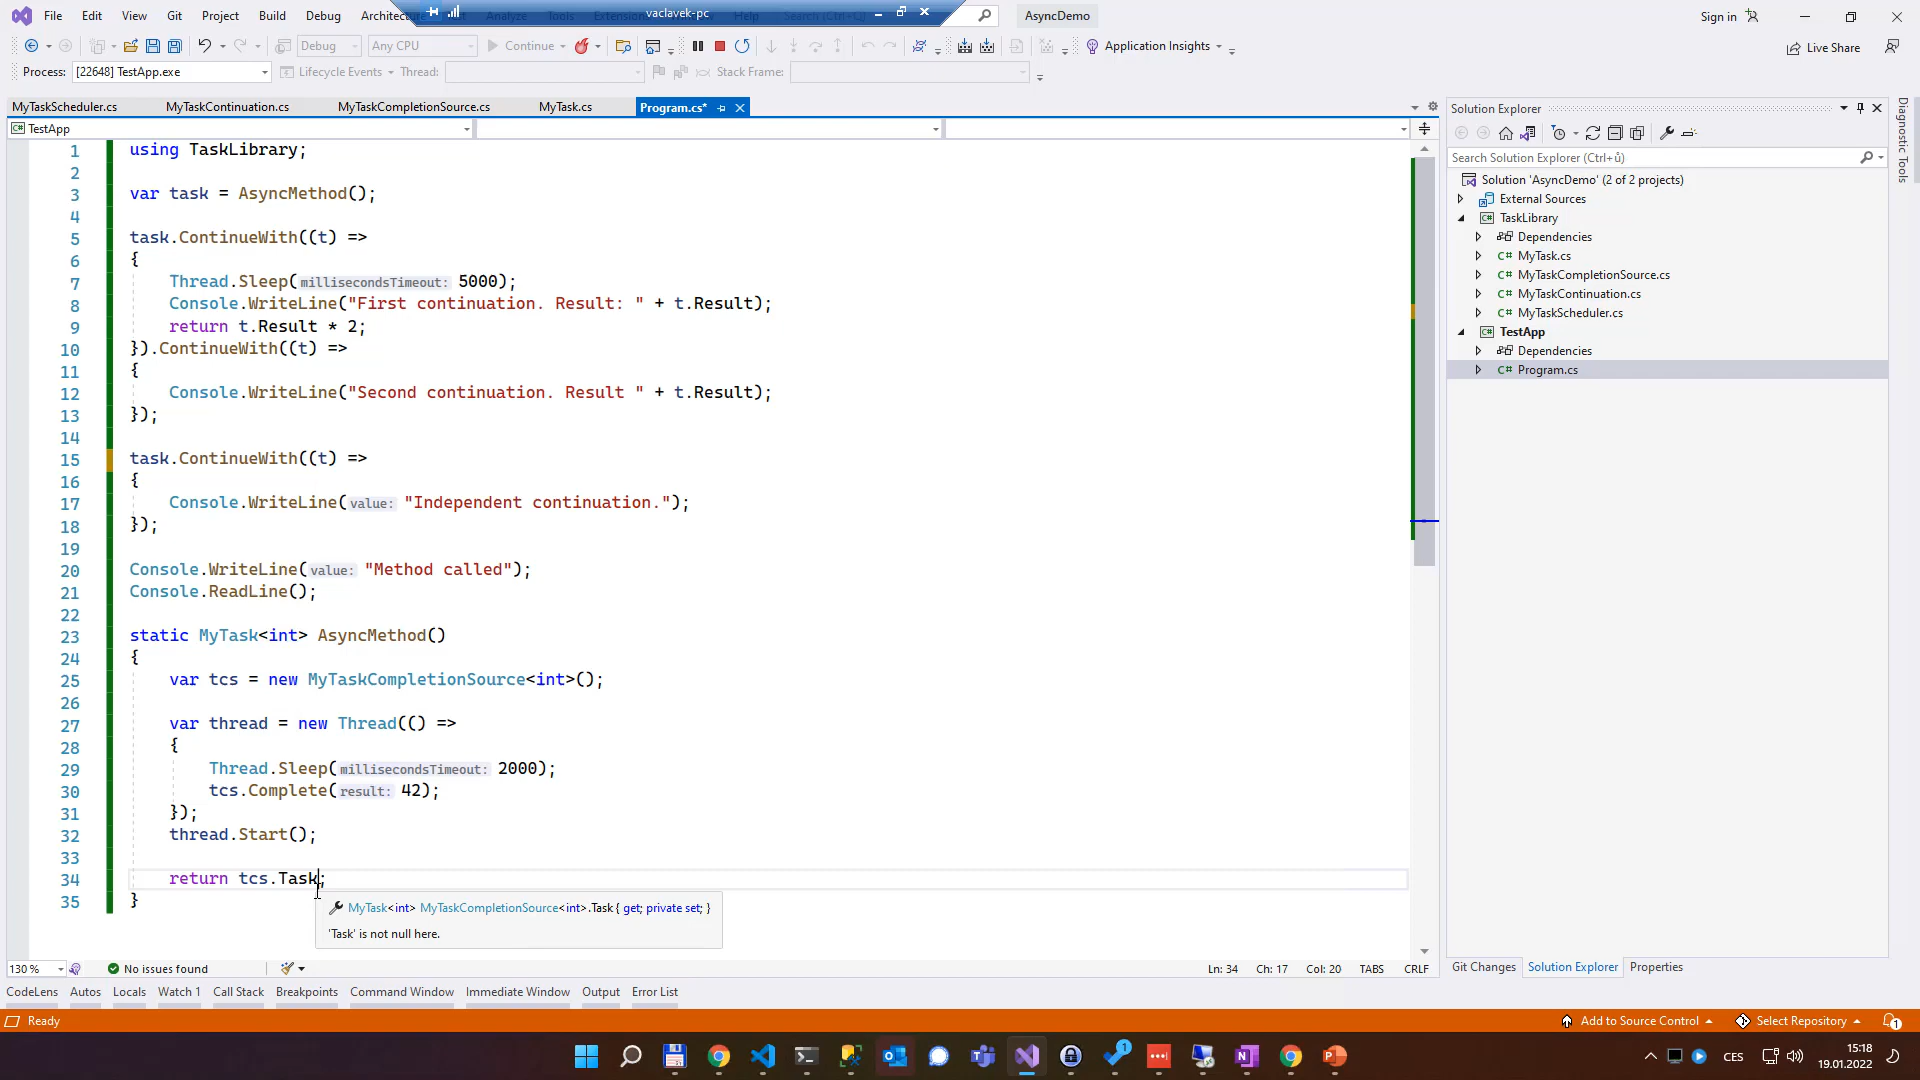 File Edit View Git Project Build Debug vaclavek-pc AsyncDemo Sign in
Debug Any CPU Continue Application Insights Live Share
Process: [22648] TestApp.exe Lifecycle Events Thread: Stack Frame:
MyTaskScheduler.cs MyTaskContinuation.cs MyTaskCompletionSource.cs MyTask.cs Program.cs*
C# TestApp
1 using TaskLibrary;
2
3 var task = AsyncMethod();
4
5 task.ContinueWith((t) =>
6 {
7 Thread.Sleep(millisecondsTimeout: 5000);
8 Console.WriteLine("First continuation. Result: " + t.Result);
9 return t.Result * 2;
10 }).ContinueWith((t) =>
11 {
12 Console.WriteLine("Second continuation. Result " + t.Result);
13 });
14
15 task.ContinueWith((t) =>
16 {
17 Console.WriteLine(value: "Independent continuation.");
18 });
19
20 Console.WriteLine(value: "Method called");
21 Console.ReadLine();
22
23 static MyTask<int> AsyncMethod()
24 {
25 var tcs = new MyTaskCompletionSource<int>();
26
27 var thread = new Thread(() =>
28 {
29 Thread.Sleep(millisecondsTimeout: 2000);
30 tcs.Complete(result: 42);
31 });
32 thread.Start();
33
34 return tcs.Task;
35 }
MyTask<int> MyTaskCompletionSource<int>.Task { get; private set; }
'Task' is not null here.
130 % No issues found Ln: 34 Ch: 17 Col: 20 TABS CRLF
CodeLens Autos Locals Watch 1 Call Stack Breakpoints Command Window Immediate Window Output Error List
Solution Explorer
Search Solution Explorer (Ctrl+ů)
Solution 'AsyncDemo' (2 of 2 projects)
External Sources
C# TaskLibrary
Dependencies
C# MyTask.cs
C# MyTaskCompletionSource.cs
C# MyTaskContinuation.cs
C# MyTaskScheduler.cs
C# TestApp
Dependencies
C# Program.cs
Git Changes Solution Explorer Properties
Diagnostic Tools
Ready Add to Source Control Select Repository 1
1 CES 15:18
19.01.2022